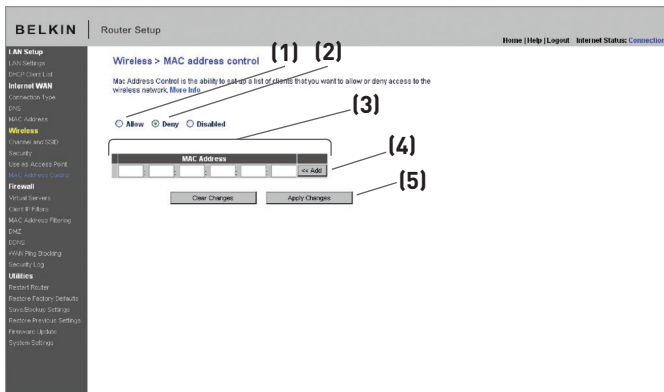 BELKIN
Router Setup
Home | Help | Logout Internet Status: Connection
LAN Setup
LAN Settings
DHCP Client List
Internet WAN
Connection Type
DNS
MAC Address
Wireless
Channel and SSID
Security
Use as Access Point
MAC Address Control
Firewall
Virtual Servers
Client IP Filters
MAC Address Filtering
DMZ
DDNS
WAN Ping Blocking
Security Log
Utilities
Restart Router
Restore Factory Defaults
Save/Backup Settings
Restore Previous Settings
Firmware Update
System Settings
Wireless > MAC address control
(1)
(2)
Mac Address Control is the ability to set up a list of clients that you want to allow or deny access to the
wireless network. More Info
(3)
Allow Deny Disabled
MAC Address
(4)
: : : : : << Add
(5)
Clear Changes Apply Changes